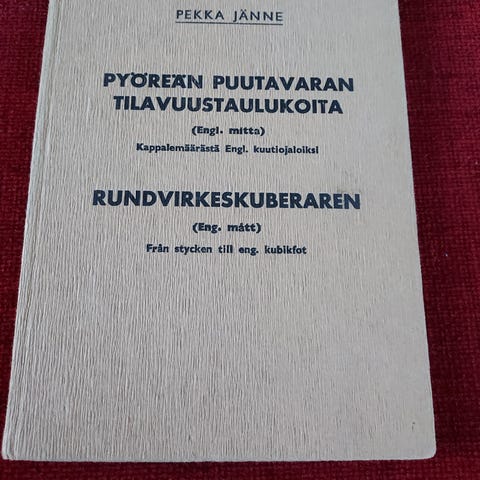 PEKKA JÄNNE
PYÖREÄN PUUTAVARAN
TILAVUUSTAULUKOITA
(Engl. mitta)
Kappalemäärästä Engl. kuutiojaloiksi
RUNDVIRKESKUBERAREN
(Eng. mått)
Från stycken till eng. kubikfot